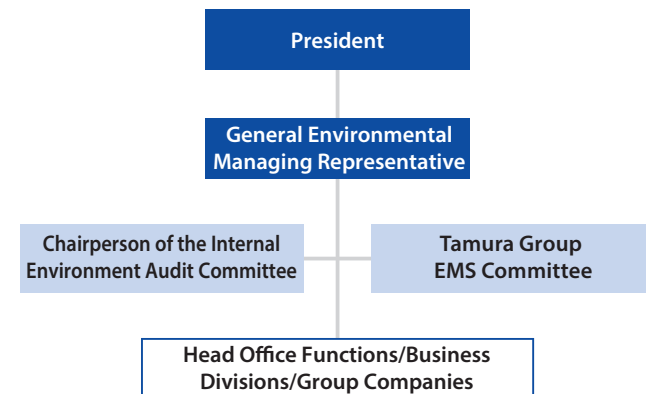 President
General Environmental
Managing Representative
Chairperson of the Internal
Environment Audit Committee
Tamura Group
EMS Committee
Head Office Functions/Business
Divisions/Group Companies